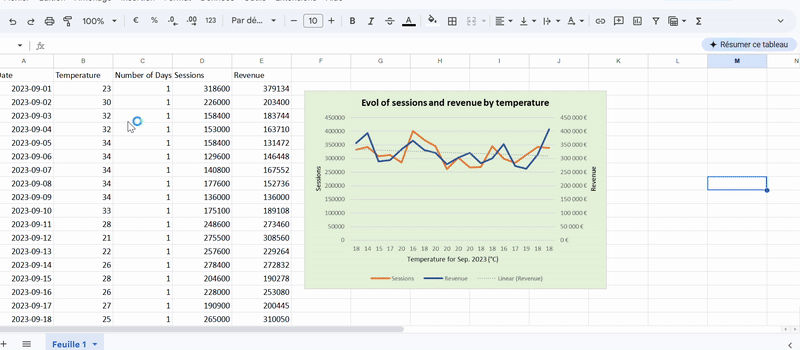 100% € % .0 .00 123 Par dé... 10 B I A
fx
Résumer ce tableau
A B C D E F G H I J K L M N
Date Temperature Number of Days Sessions Revenue
2023-09-01 23 1 318600 379134
2023-09-02 30 1 226000 203400
2023-09-03 32 1 158400 183744
2023-09-04 32 1 153000 163710
2023-09-05 34 1 158400 131472
2023-09-06 34 1 129600 146448
2023-09-07 34 1 140800 167552
2023-09-08 34 1 177600 152736
2023-09-09 34 1 136000 136000
2023-09-10 33 1 175100 189108
2023-09-11 28 1 248600 273460
2023-09-12 21 1 275500 308560
2023-09-13 22 1 257600 229264
2023-09-14 26 1 278400 272832
2023-09-15 28 1 204600 190278
2023-09-16 26 1 228000 253080
2023-09-17 27 1 190900 200445
2023-09-18 25 1 265000 310050
Evol of sessions and revenue by temperature
450000 450 000 €
400000 400 000 €
350000 350 000 €
300000 300 000 €
250000 250 000 €
200000 200 000 €
150000 150 000 €
100000 100 000 €
50000 50 000 €
0 0 €
Sessions
Revenue
18 14 15 17 20 20 16 16 18 20 20 20 16 16 17 19 18 18
Temperature for Sep. 2023 (°C)
Sessions Revenue Linear (Revenue)
Feuille 1